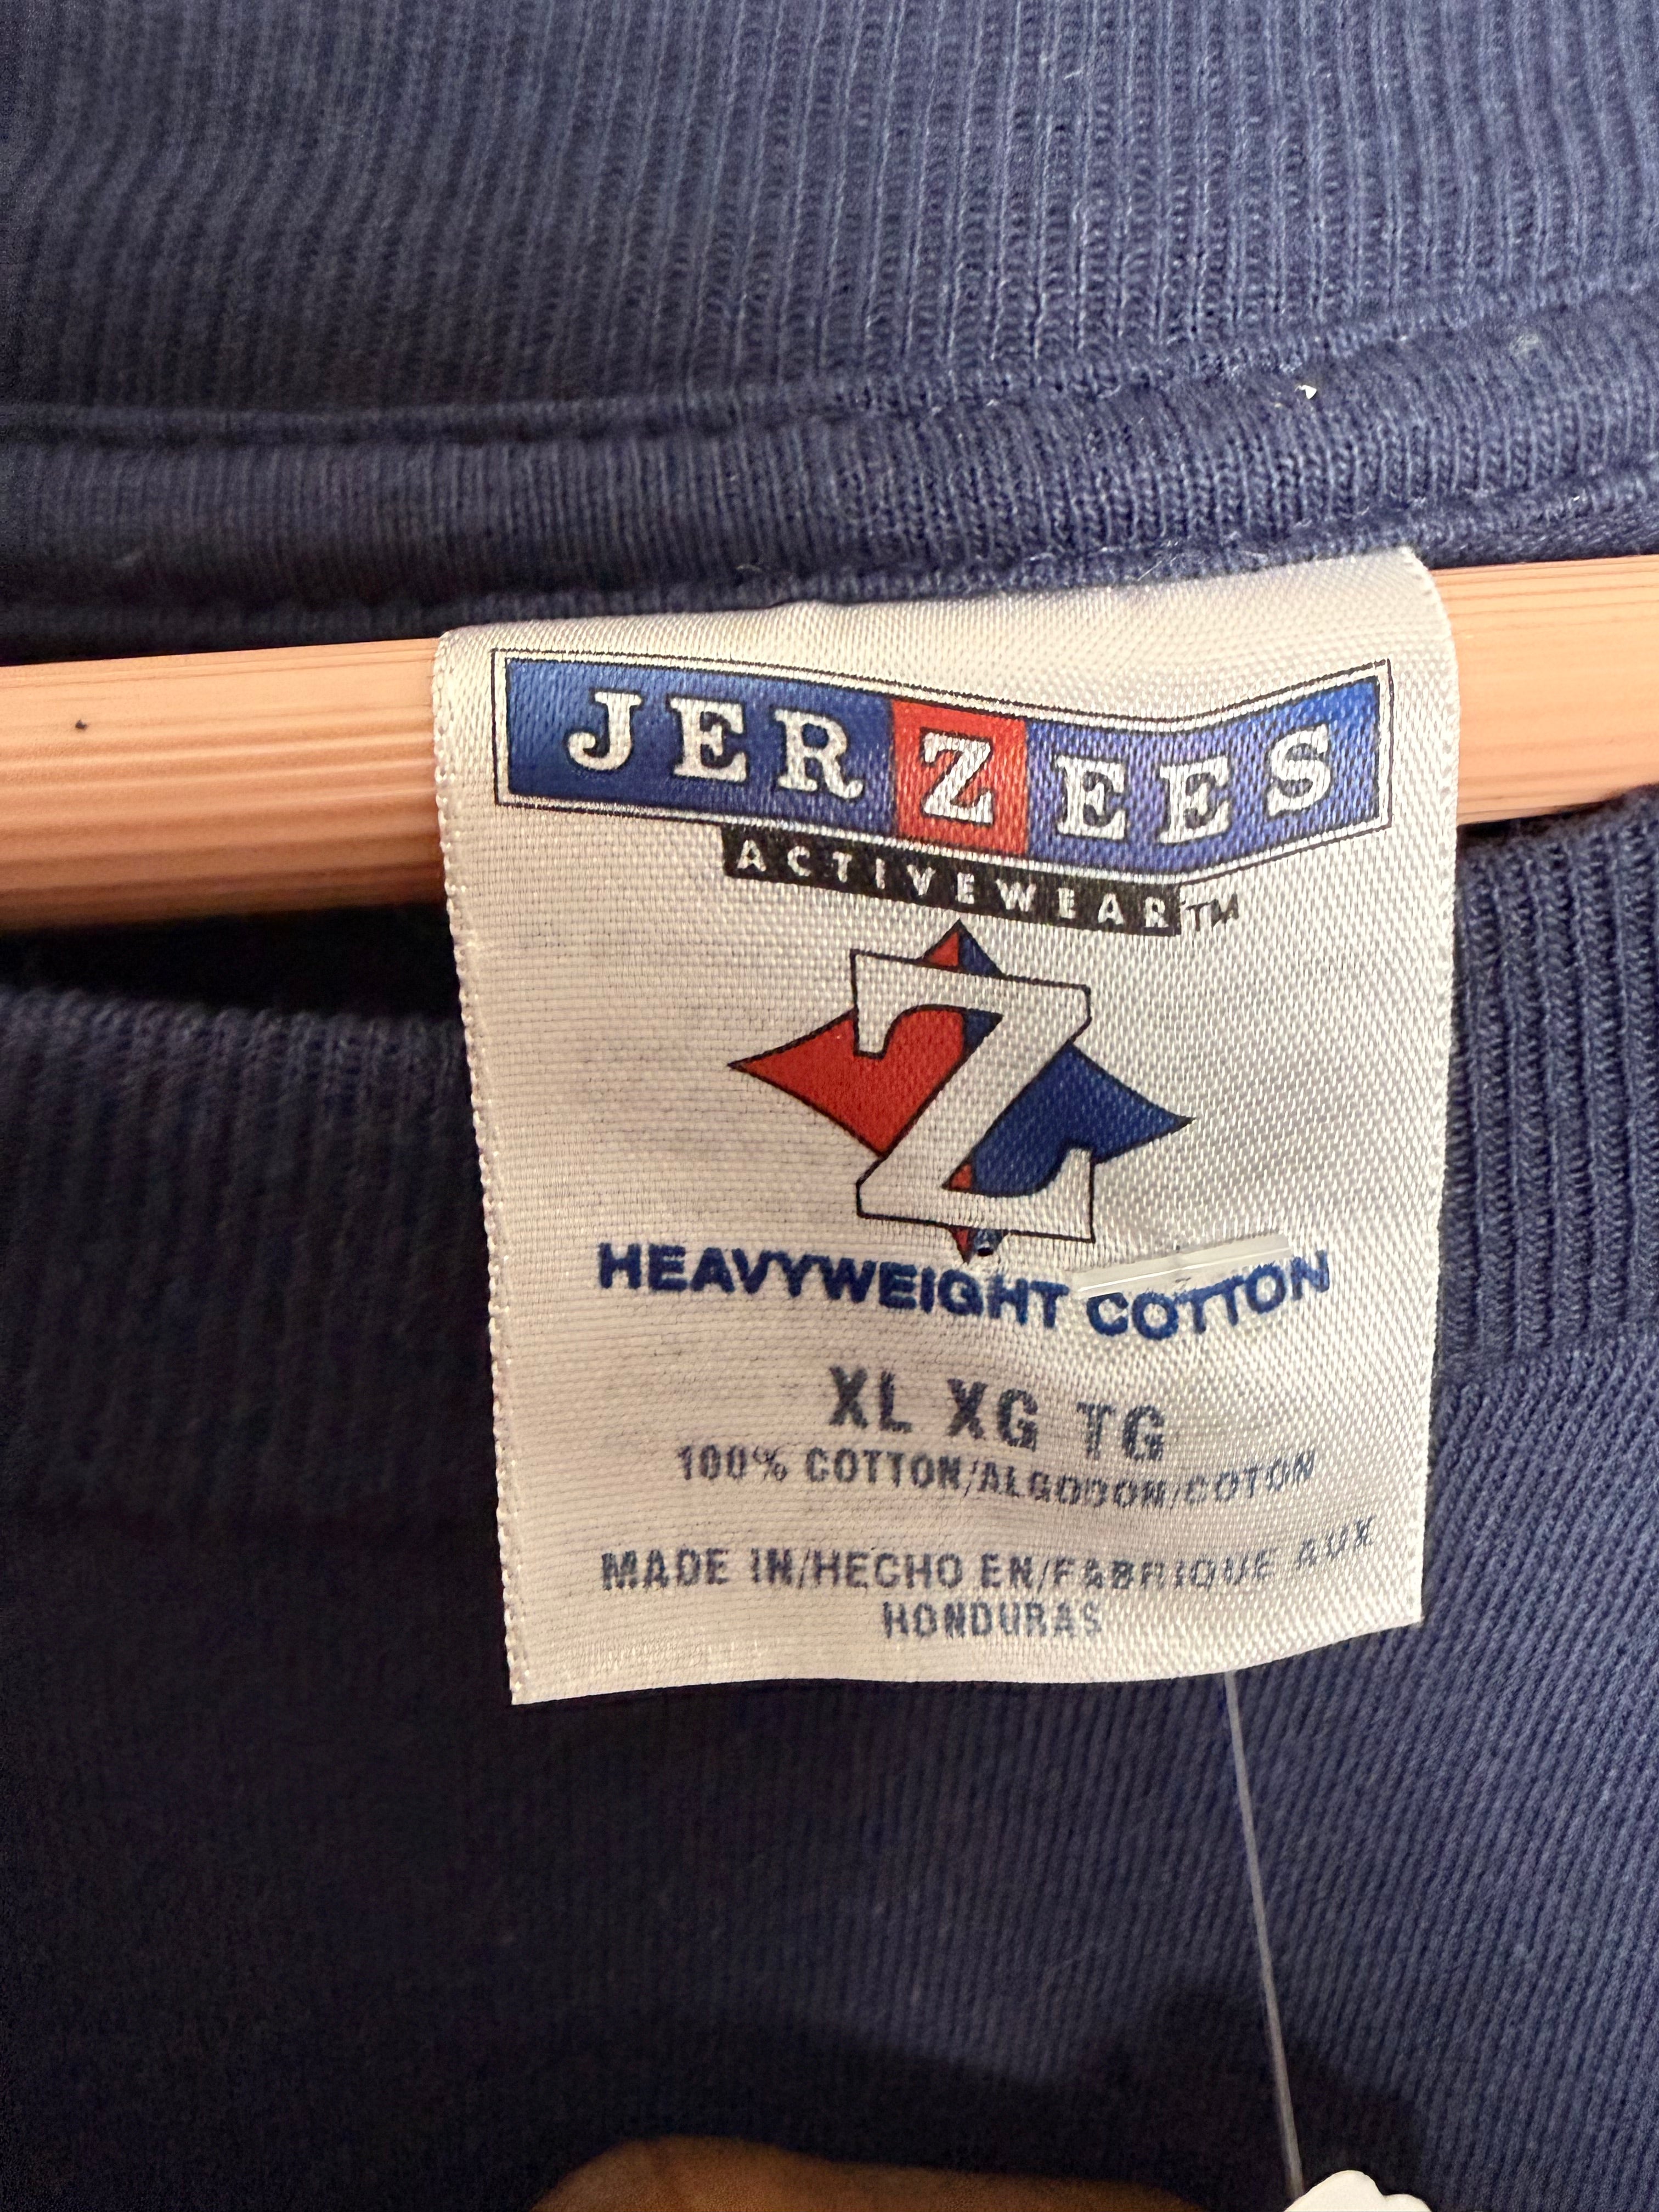 JERZEES
ACTIVEWEAR™
Z
HEAVYWEIGHT COTTON
XL XG TG
100% COTTON/ALGODON/COTON
MADE IN/HECHO EN/FABRIQUE AUX
HONDURAS